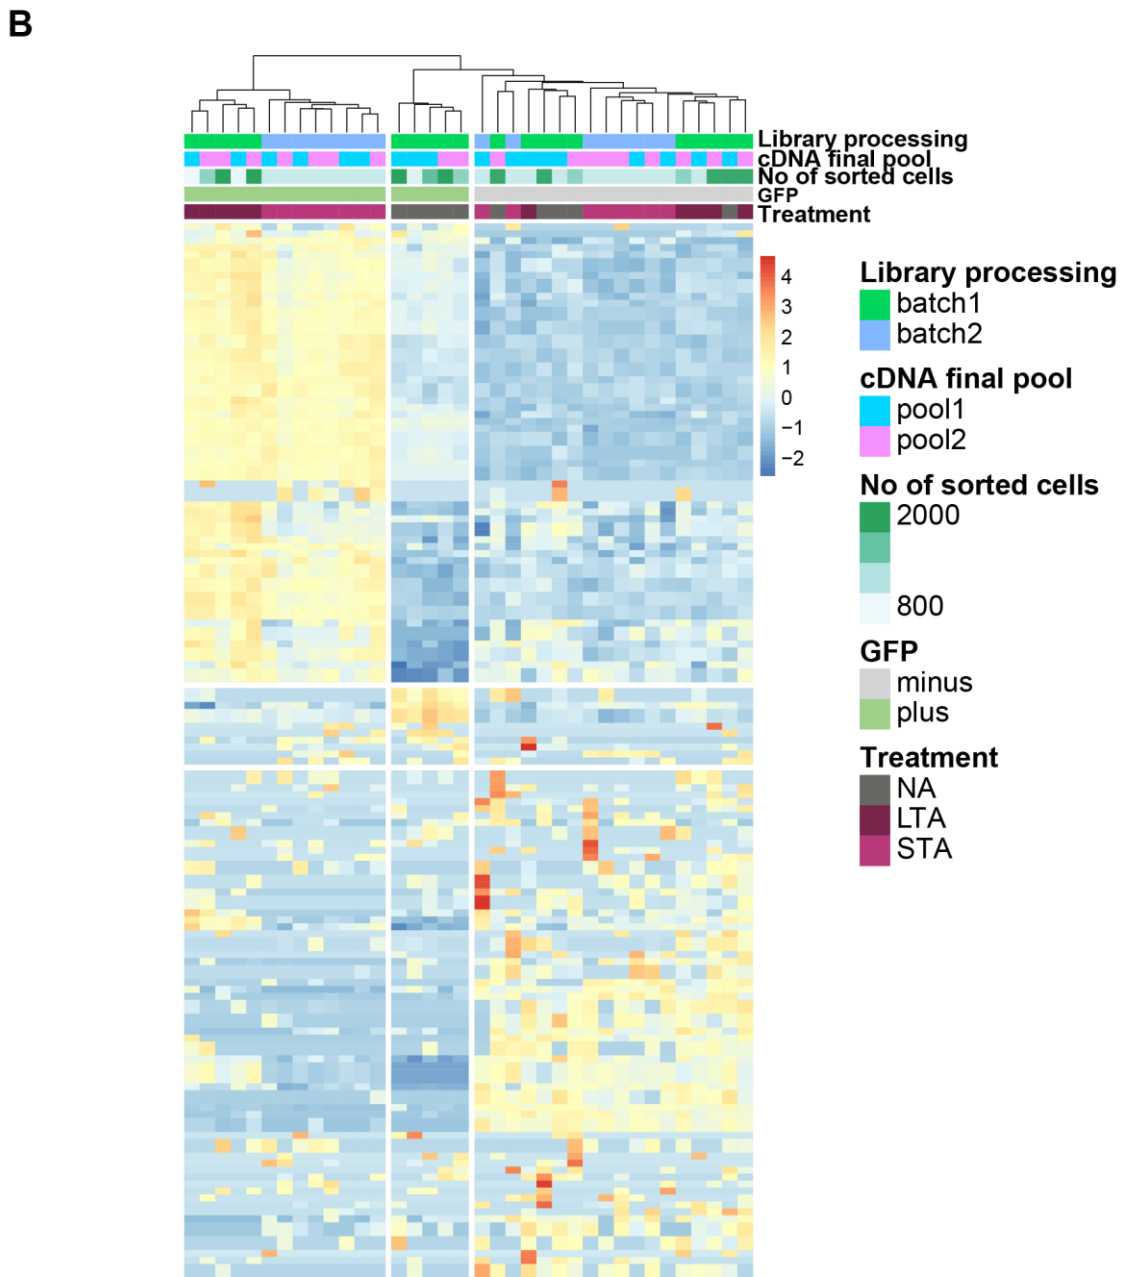 B
Library processing
cDNA final pool
No of sorted cells
GFP
Treatment
4
3
2
1
0
−1
−2
Library processing
batch1
batch2
cDNA final pool
pool1
pool2
No of sorted cells
2000
800
GFP
minus
plus
Treatment
NA
LTA
STA